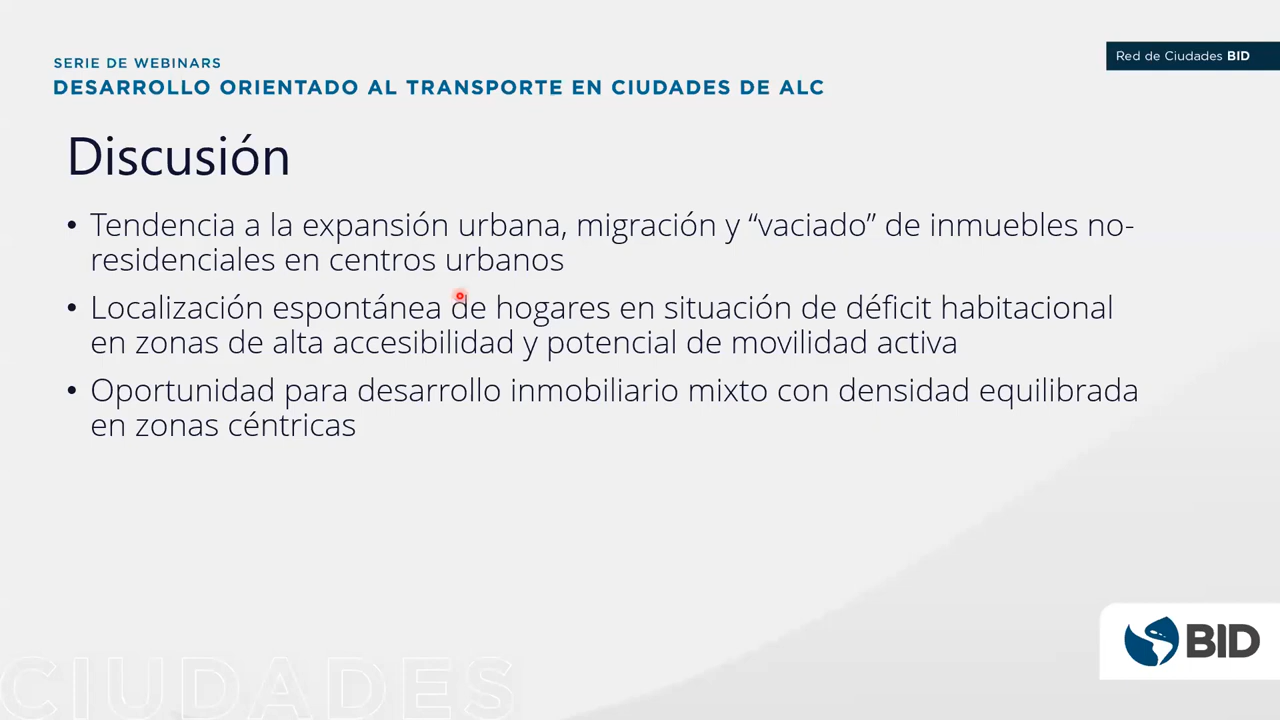 SERIE DE WEBINARS
DESARROLLO ORIENTADO AL TRANSPORTE EN CIUDADES DE ALC
Red de Ciudades BID
Discusión
• Tendencia a la expansión urbana, migración y “vaciado” de inmuebles no-
residenciales en centros urbanos
• Localización espontánea de hogares en situación de déficit habitacional
en zonas de alta accesibilidad y potencial de movilidad activa
• Oportunidad para desarrollo inmobiliario mixto con densidad equilibrada
en zonas céntricas
BID
CIUDADES